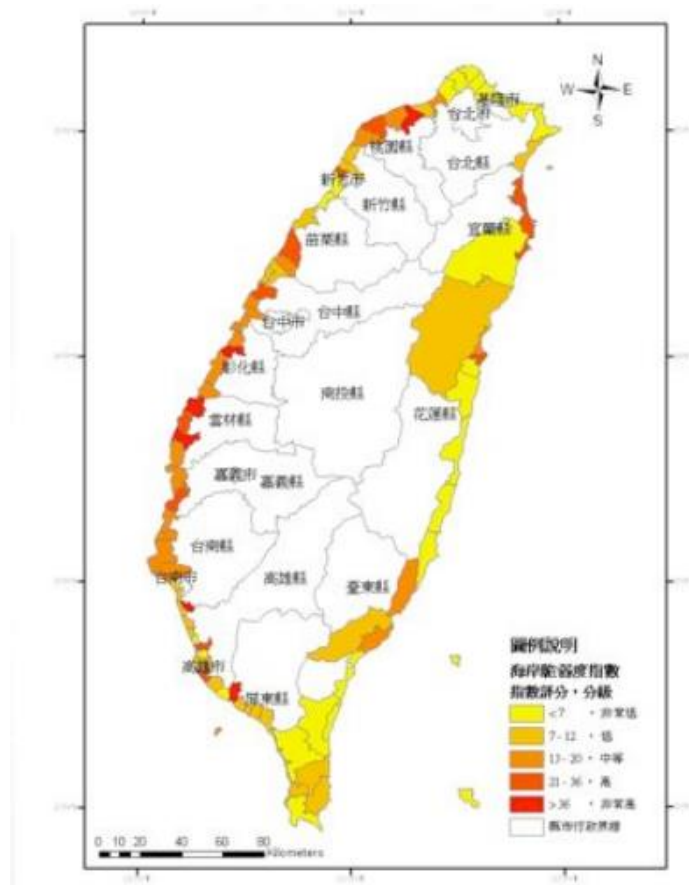 N
W E
S
基隆市
台北市
桃園縣
台北縣
新竹市
新竹縣
宜蘭縣
苗栗縣
台中縣
台中市
彰化縣
南投縣
花蓮縣
雲林縣
嘉義市
嘉義縣
台南縣
台南市
高雄縣
臺東縣
高雄市
屏東縣
圖例說明
海岸脆弱度指數
指數評分，分級
<7 ，非常低
7-12 ，低
13-20 ，中等
21-36 ，高
>36 ，非常高
縣市行政界線
0 10 20 40 60 80
Kilometers